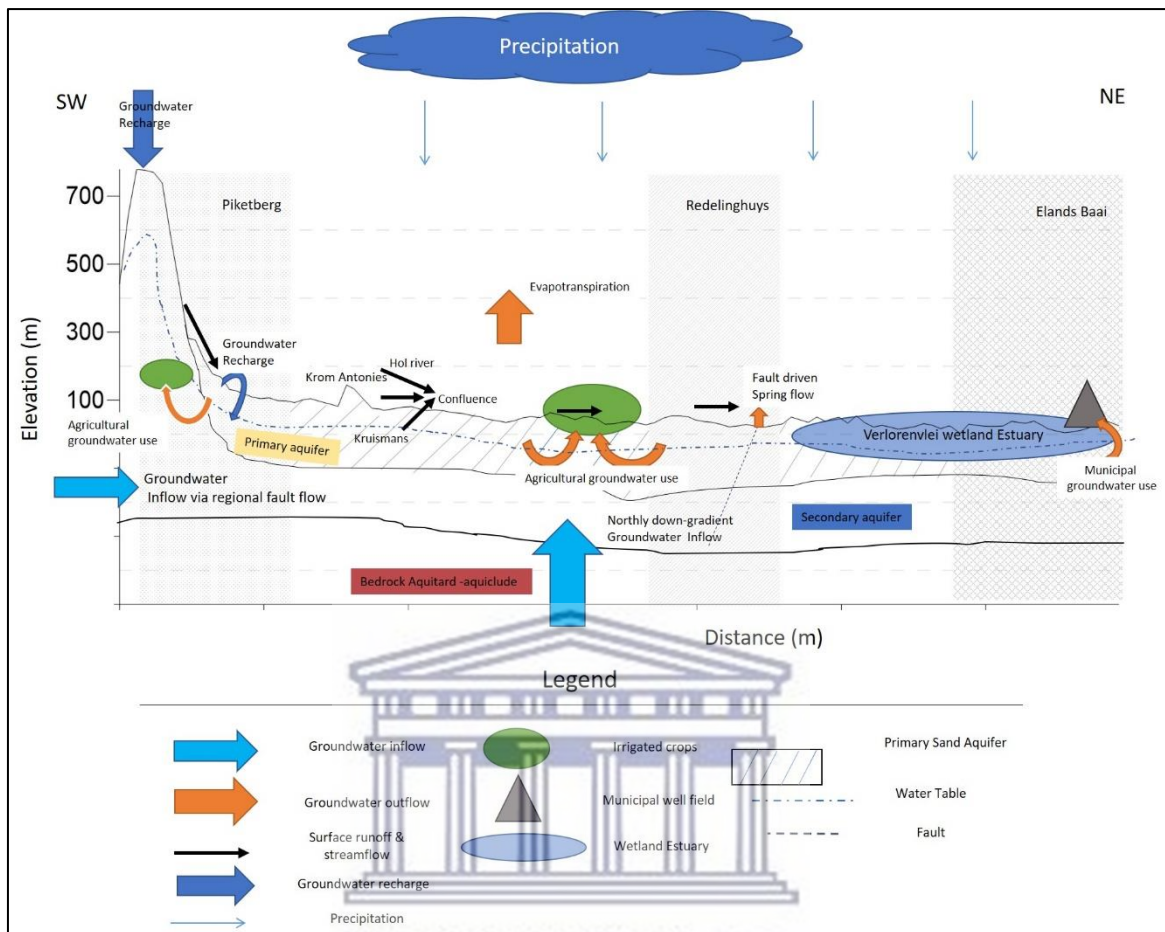 Precipitation
SW
NE
Groundwater
Recharge
700
500
300
100
Elevation (m)
Piketberg
Redelinghuys
Elands Baai
Evapotranspiration
Groundwater
Recharge
Hol river
Krom Antonies
Confluence
Kruismans
Fault driven
Spring flow
Agricultural
groundwater use
Primary aquifer
Verlorenvlei wetland Estuary
Agricultural groundwater use
Municipal
groundwater use
Groundwater
Inflow via regional fault flow
Northly down-gradient
Groundwater Inflow
Secondary aquifer
Bedrock Aquitard -aquiclude
Distance (m)
Legend
Groundwater inflow
Irrigated crops
Primary Sand Aquifer
Groundwater outflow
Municipal well field
Water Table
Surface runoff &
streamflow
Wetland Estuary
Fault
Groundwater recharge
Precipitation